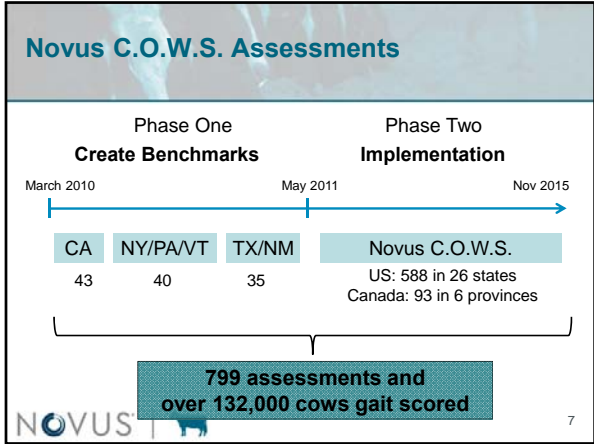 Novus C.O.W.S. Assessments
Phase One
Create Benchmarks
Phase Two
Implementation
March 2010
May 2011
Nov 2015
CA
NY/PA/VT
TX/NM
Novus C.O.W.S.
43
40
35
US: 588 in 26 states
Canada: 93 in 6 provinces
799 assessments and
over 132,000 cows gait scored
NOVUS
7